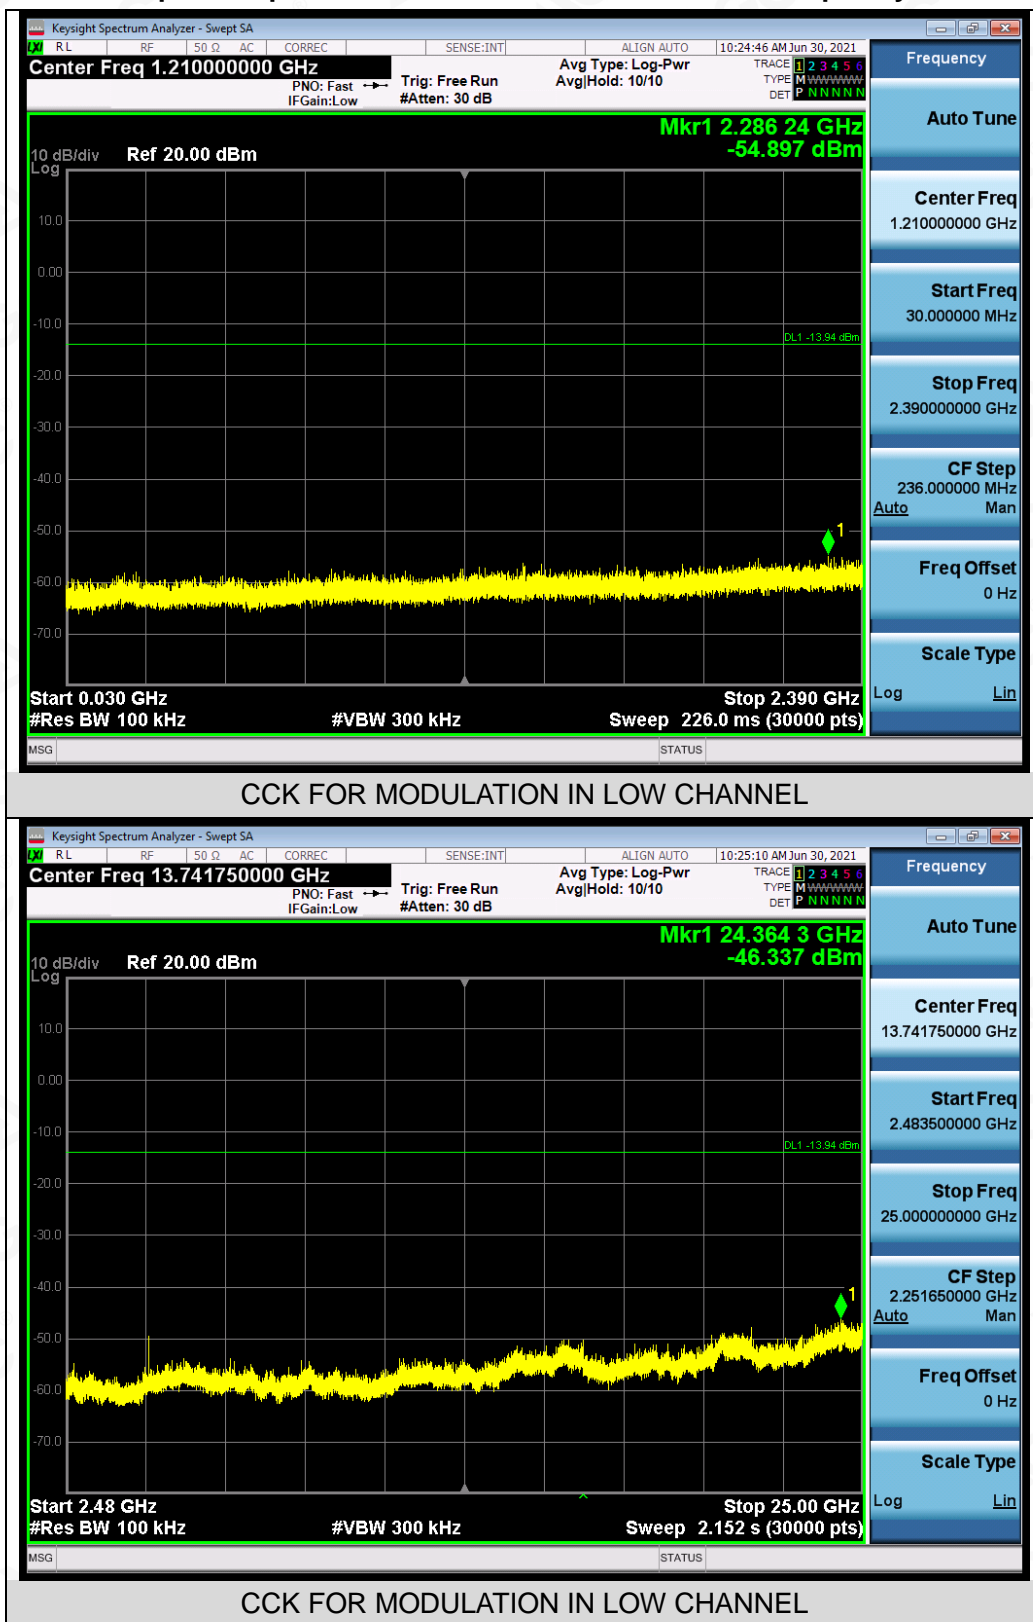 Keysight Spectrum Analyzer - Swept SA
LXI RL RF 50 Ω AC CORREC SENSE:INT ALIGN AUTO 10:24:46 AM Jun 30, 2021
Center Freq 1.210000000 GHz
PNO: Fast
IFGain:Low
Trig: Free Run
#Atten: 30 dB
Avg Type: Log-Pwr
Avg|Hold: 10/10
TRACE 1 2 3 4 5 6
TYPE M WWWWW
DET P N N N N N
Mkr1 2.286 24 GHz
-54.897 dBm
10 dB/div
Log
Ref 20.00 dBm
10.0
0.00
-10.0
DL1 -13.94 dBm
-20.0
-30.0
-40.0
-50.0
1
-60.0
-70.0
Start 0.030 GHz
Stop 2.390 GHz
#Res BW 100 kHz
#VBW 300 kHz
Sweep 226.0 ms (30000 pts)
MSG
STATUS
Frequency
Auto Tune
Center Freq
1.210000000 GHz
Start Freq
30.000000 MHz
Stop Freq
2.390000000 GHz
CF Step
236.000000 MHz
Auto Man
Freq Offset
0 Hz
Scale Type
Log Lin
CCK FOR MODULATION IN LOW CHANNEL
Keysight Spectrum Analyzer - Swept SA
LXI RL RF 50 Ω AC CORREC SENSE:INT ALIGN AUTO 10:25:10 AM Jun 30, 2021
Center Freq 13.741750000 GHz
PNO: Fast
IFGain:Low
Trig: Free Run
#Atten: 30 dB
Avg Type: Log-Pwr
Avg|Hold: 10/10
TRACE 1 2 3 4 5 6
TYPE M WWWWW
DET P N N N N N
Mkr1 24.364 3 GHz
-46.337 dBm
10 dB/div
Log
Ref 20.00 dBm
10.0
0.00
-10.0
DL1 -13.94 dBm
-20.0
-30.0
-40.0
1
-50.0
-60.0
-70.0
Start 2.48 GHz
Stop 25.00 GHz
#Res BW 100 kHz
#VBW 300 kHz
Sweep 2.152 s (30000 pts)
MSG
STATUS
Frequency
Auto Tune
Center Freq
13.741750000 GHz
Start Freq
2.483500000 GHz
Stop Freq
25.000000000 GHz
CF Step
2.251650000 GHz
Auto Man
Freq Offset
0 Hz
Scale Type
Log Lin
CCK FOR MODULATION IN LOW CHANNEL